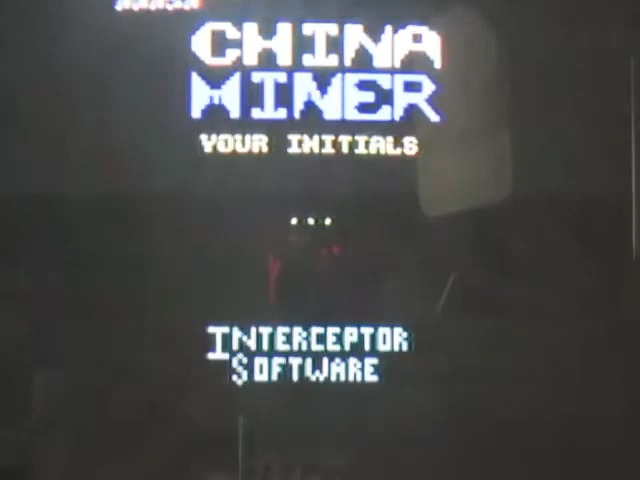 CHINA
MINER
YOUR INITIALS
...
INTERCEPTOR
SOFTWARE